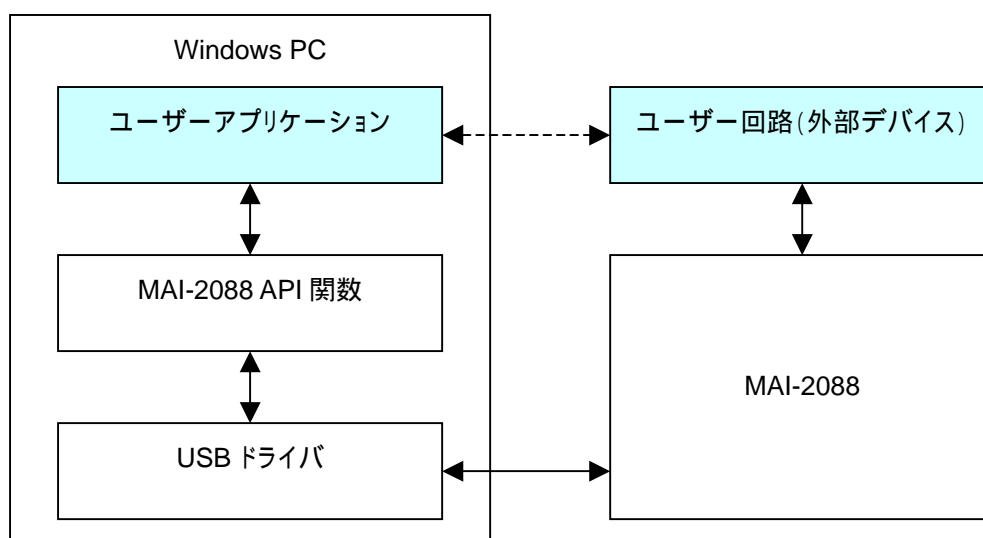 Windows PC
ユーザーアプリケーション
ユーザー回路(外部デバイス)
MAI-2088 API 関数
MAI-2088
USB ドライバ